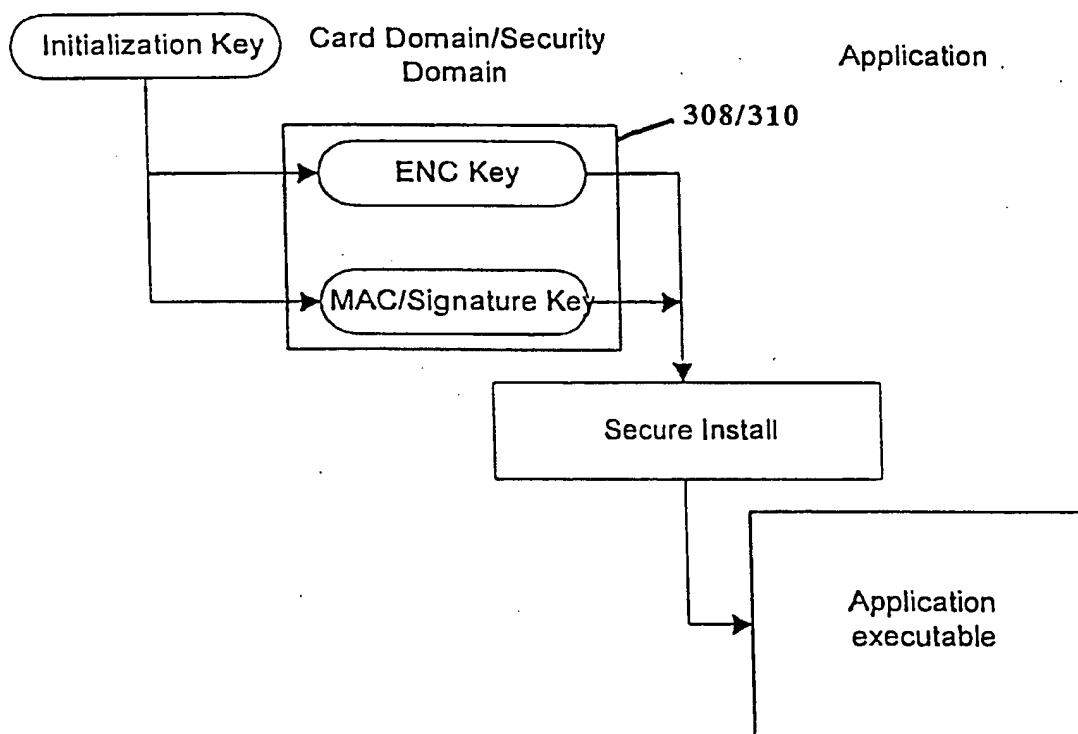 Initialization Key
Card Domain/Security
Domain
Application
308/310
ENC Key
MAC/Signature Key
Secure Install
Application
executable